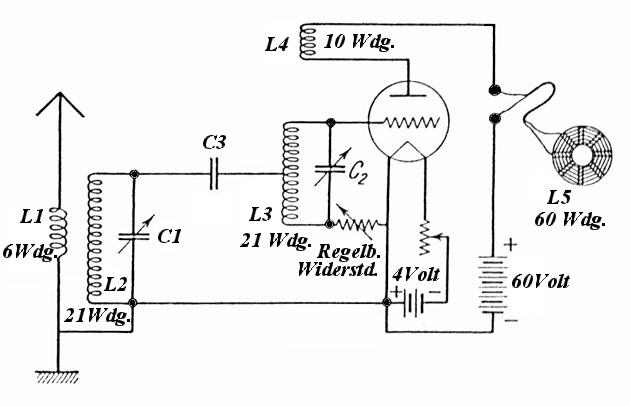 L4 10 Wdg.
C3
C₂
L1
6Wdg.
C1
L3
21 Wdg.
L5
60 Wdg.
Regelb.
Widerstd.
L2
21Wdg.
4Volt
+ −
+
60Volt
−